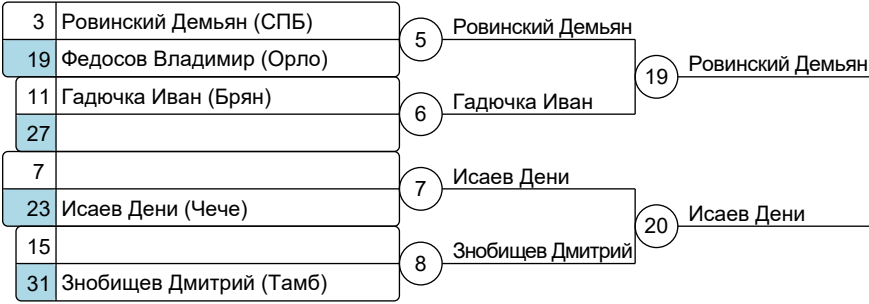 3 Ровинский Демьян (СПБ)
19 Федосов Владимир (Орло)
5 Ровинский Демьян
11 Гадючка Иван (Брян)
27
6 Гадючка Иван
19 Ровинский Демьян
7
23 Исаев Дени (Чече)
7 Исаев Дени
15
31 Знобищев Дмитрий (Тамб)
8 Знобищев Дмитрий
20 Исаев Дени